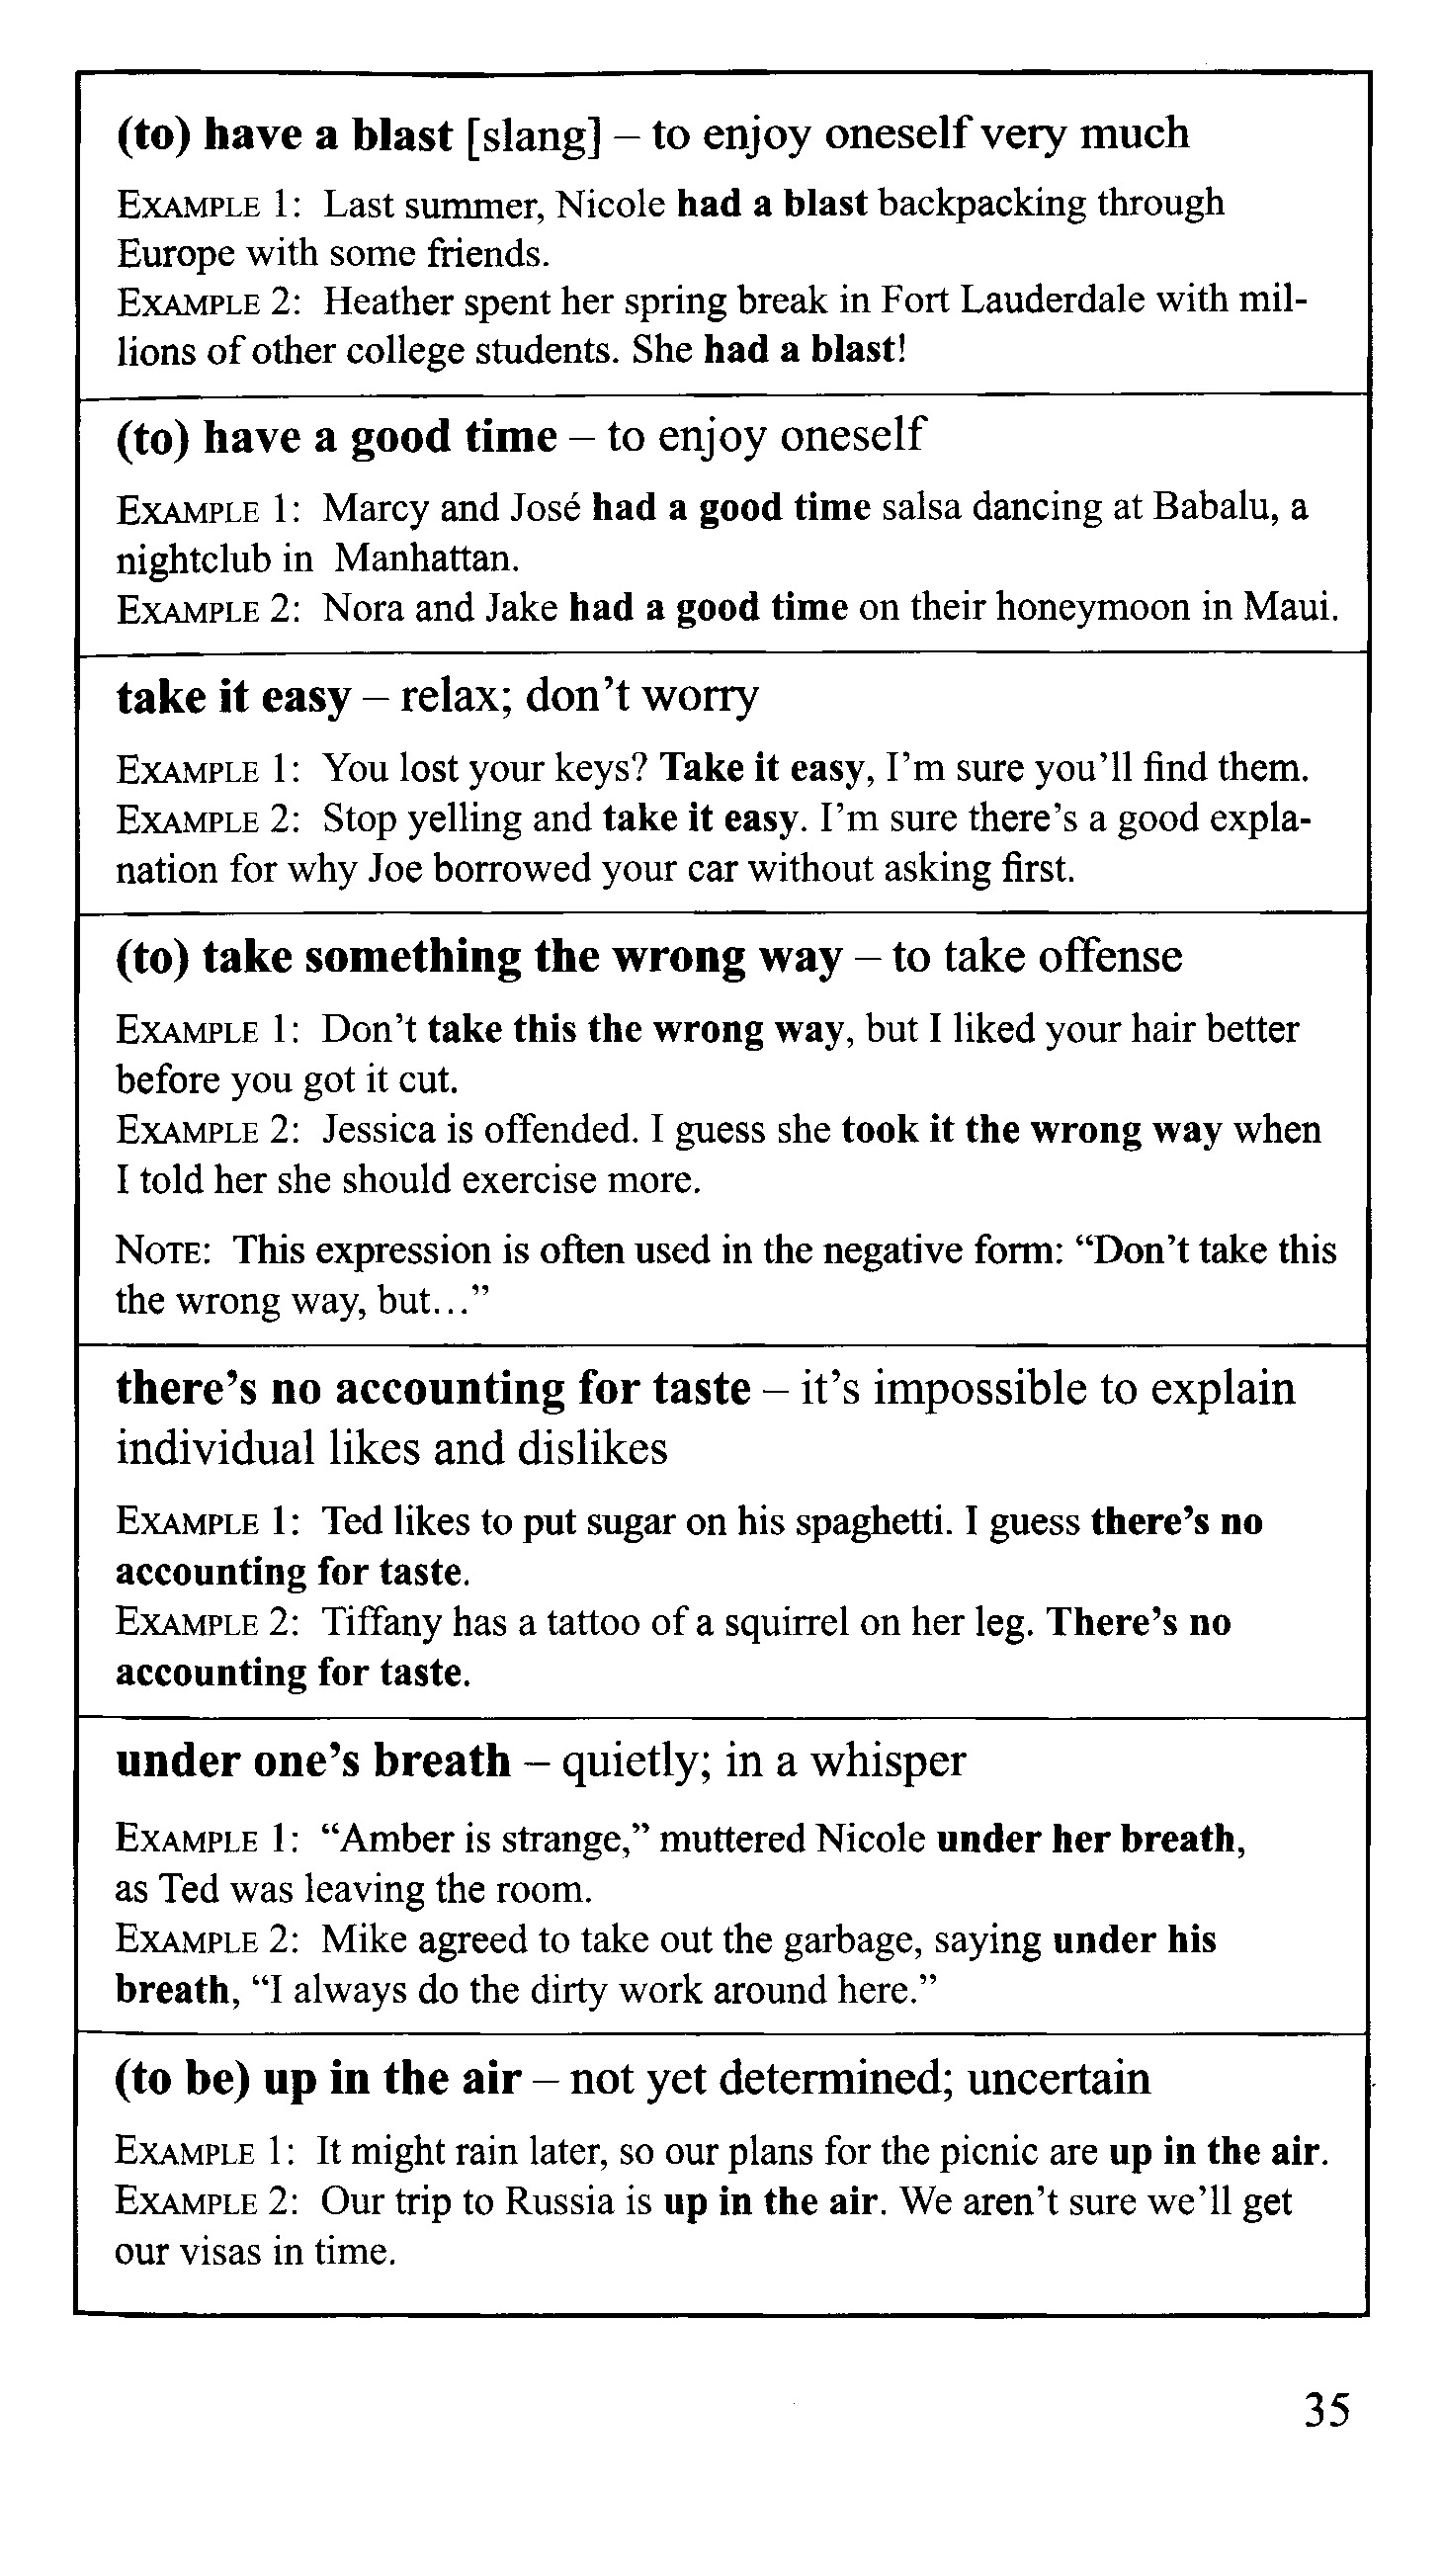 (to) have a blast [slang] – to enjoy oneself very much
EXAMPLE 1: Last summer, Nicole had a blast backpacking through
Europe with some friends.
EXAMPLE 2: Heather spent her spring break in Fort Lauderdale with mil-
lions of other college students. She had a blast!
(to) have a good time – to enjoy oneself
EXAMPLE 1: Marcy and José had a good time salsa dancing at Babalu, a
nightclub in Manhattan.
EXAMPLE 2: Nora and Jake had a good time on their honeymoon in Maui.
take it easy – relax; don't worry
EXAMPLE 1: You lost your keys? Take it easy, I'm sure you'll find them.
EXAMPLE 2: Stop yelling and take it easy. I'm sure there's a good expla-
nation for why Joe borrowed your car without asking first.
(to) take something the wrong way – to take offense
EXAMPLE 1: Don't take this the wrong way, but I liked your hair better
before you got it cut.
EXAMPLE 2: Jessica is offended. I guess she took it the wrong way when
I told her she should exercise more.
NOTE: This expression is often used in the negative form: "Don't take this
the wrong way, but..."
there's no accounting for taste – it's impossible to explain
individual likes and dislikes
EXAMPLE 1: Ted likes to put sugar on his spaghetti. I guess there's no
accounting for taste.
EXAMPLE 2: Tiffany has a tattoo of a squirrel on her leg. There's no
accounting for taste.
under one's breath – quietly; in a whisper
EXAMPLE 1: "Amber is strange," muttered Nicole under her breath,
as Ted was leaving the room.
EXAMPLE 2: Mike agreed to take out the garbage, saying under his
breath, "I always do the dirty work around here."
(to be) up in the air – not yet determined; uncertain
EXAMPLE 1: It might rain later, so our plans for the picnic are up in the air.
EXAMPLE 2: Our trip to Russia is up in the air. We aren't sure we'll get
our visas in time.
35